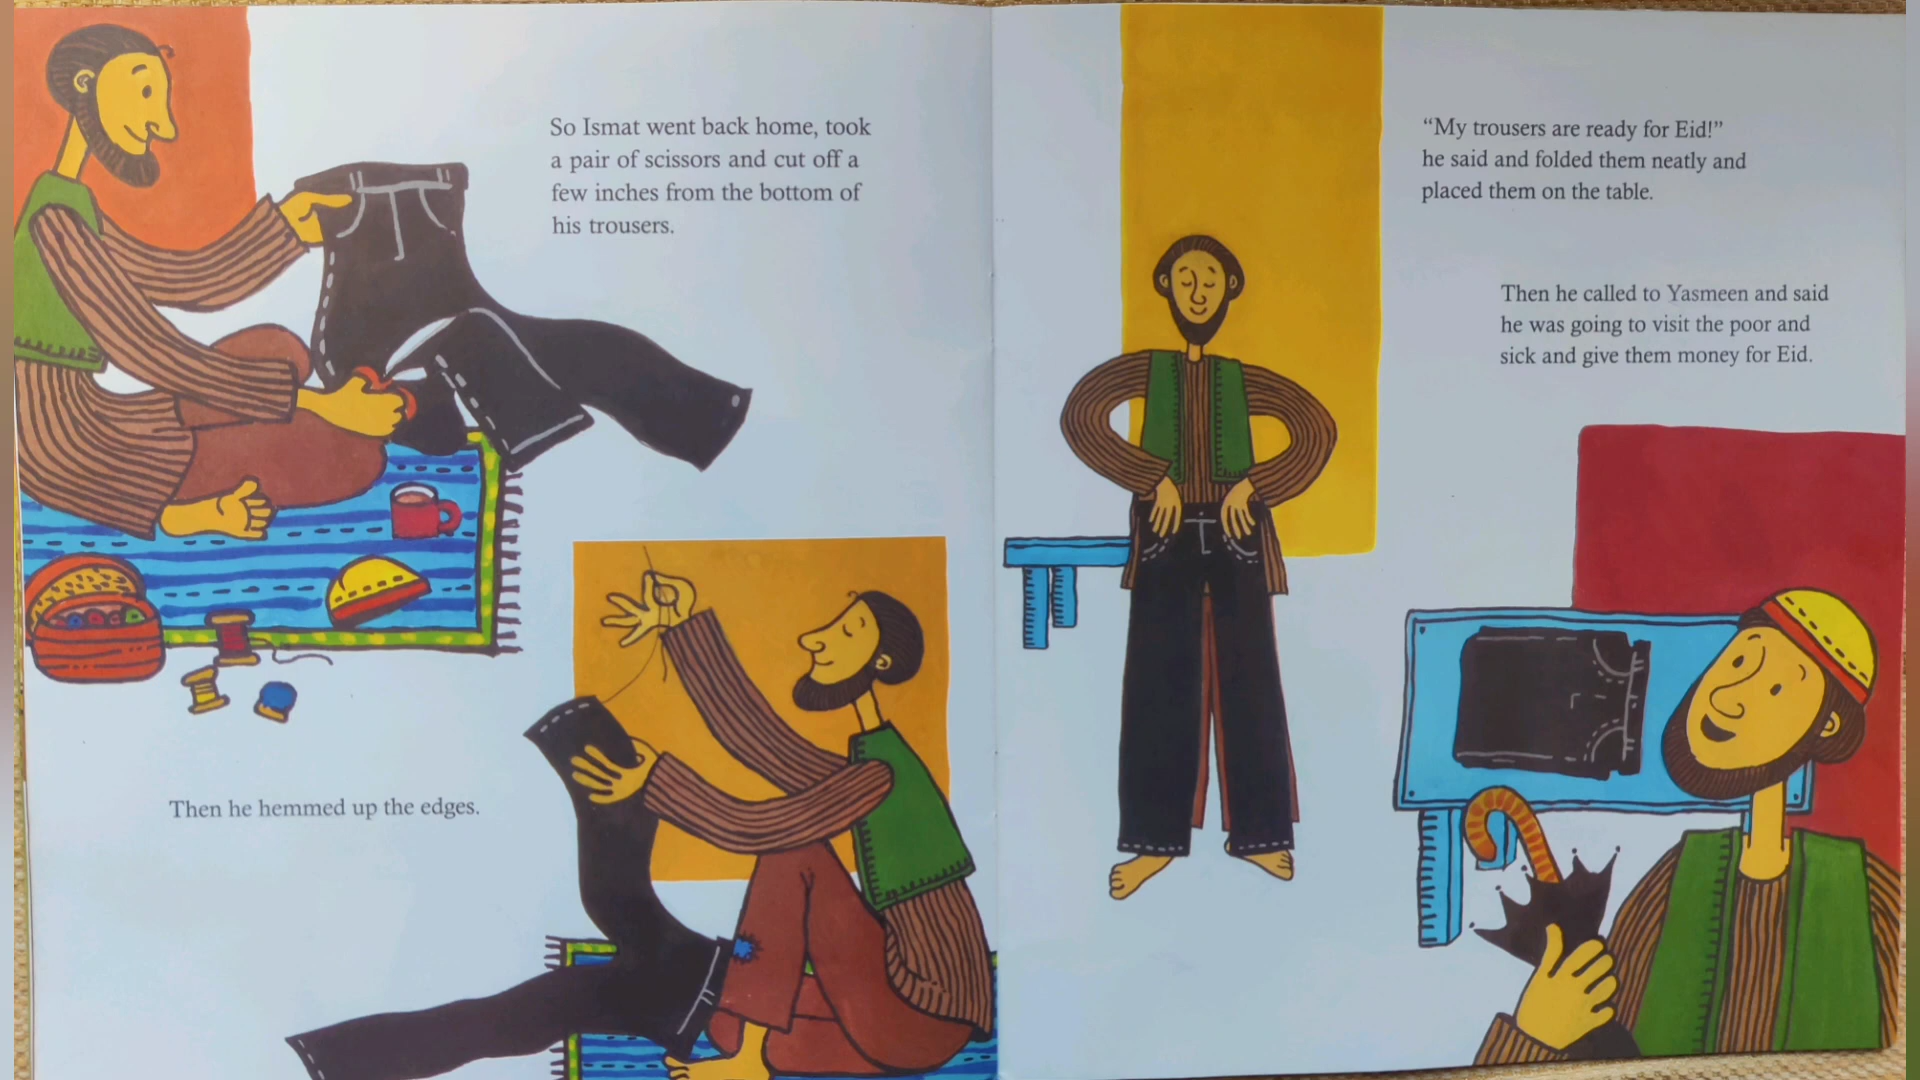 So Ismat went back home, took
a pair of scissors and cut off a
few inches from the bottom of
his trousers.
Then he hemmed up the edges.
“My trousers are ready for Eid!”
he said and folded them neatly and
placed them on the table.
Then he called to Yasmeen and said
he was going to visit the poor and
sick and give them money for Eid.